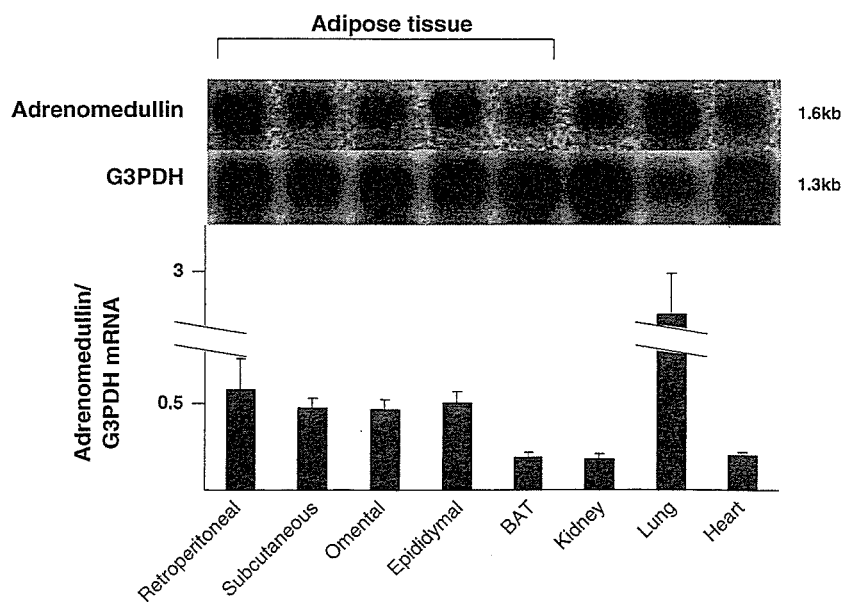 Adipose tissue
Adrenomedullin
1.6kb
G3PDH
1.3kb
Adrenomedullin/
G3PDH mRNA
3
0.5
Retroperitoneal
Subcutaneous
Omental
Epididymal
BAT
Kidney
Lung
Heart